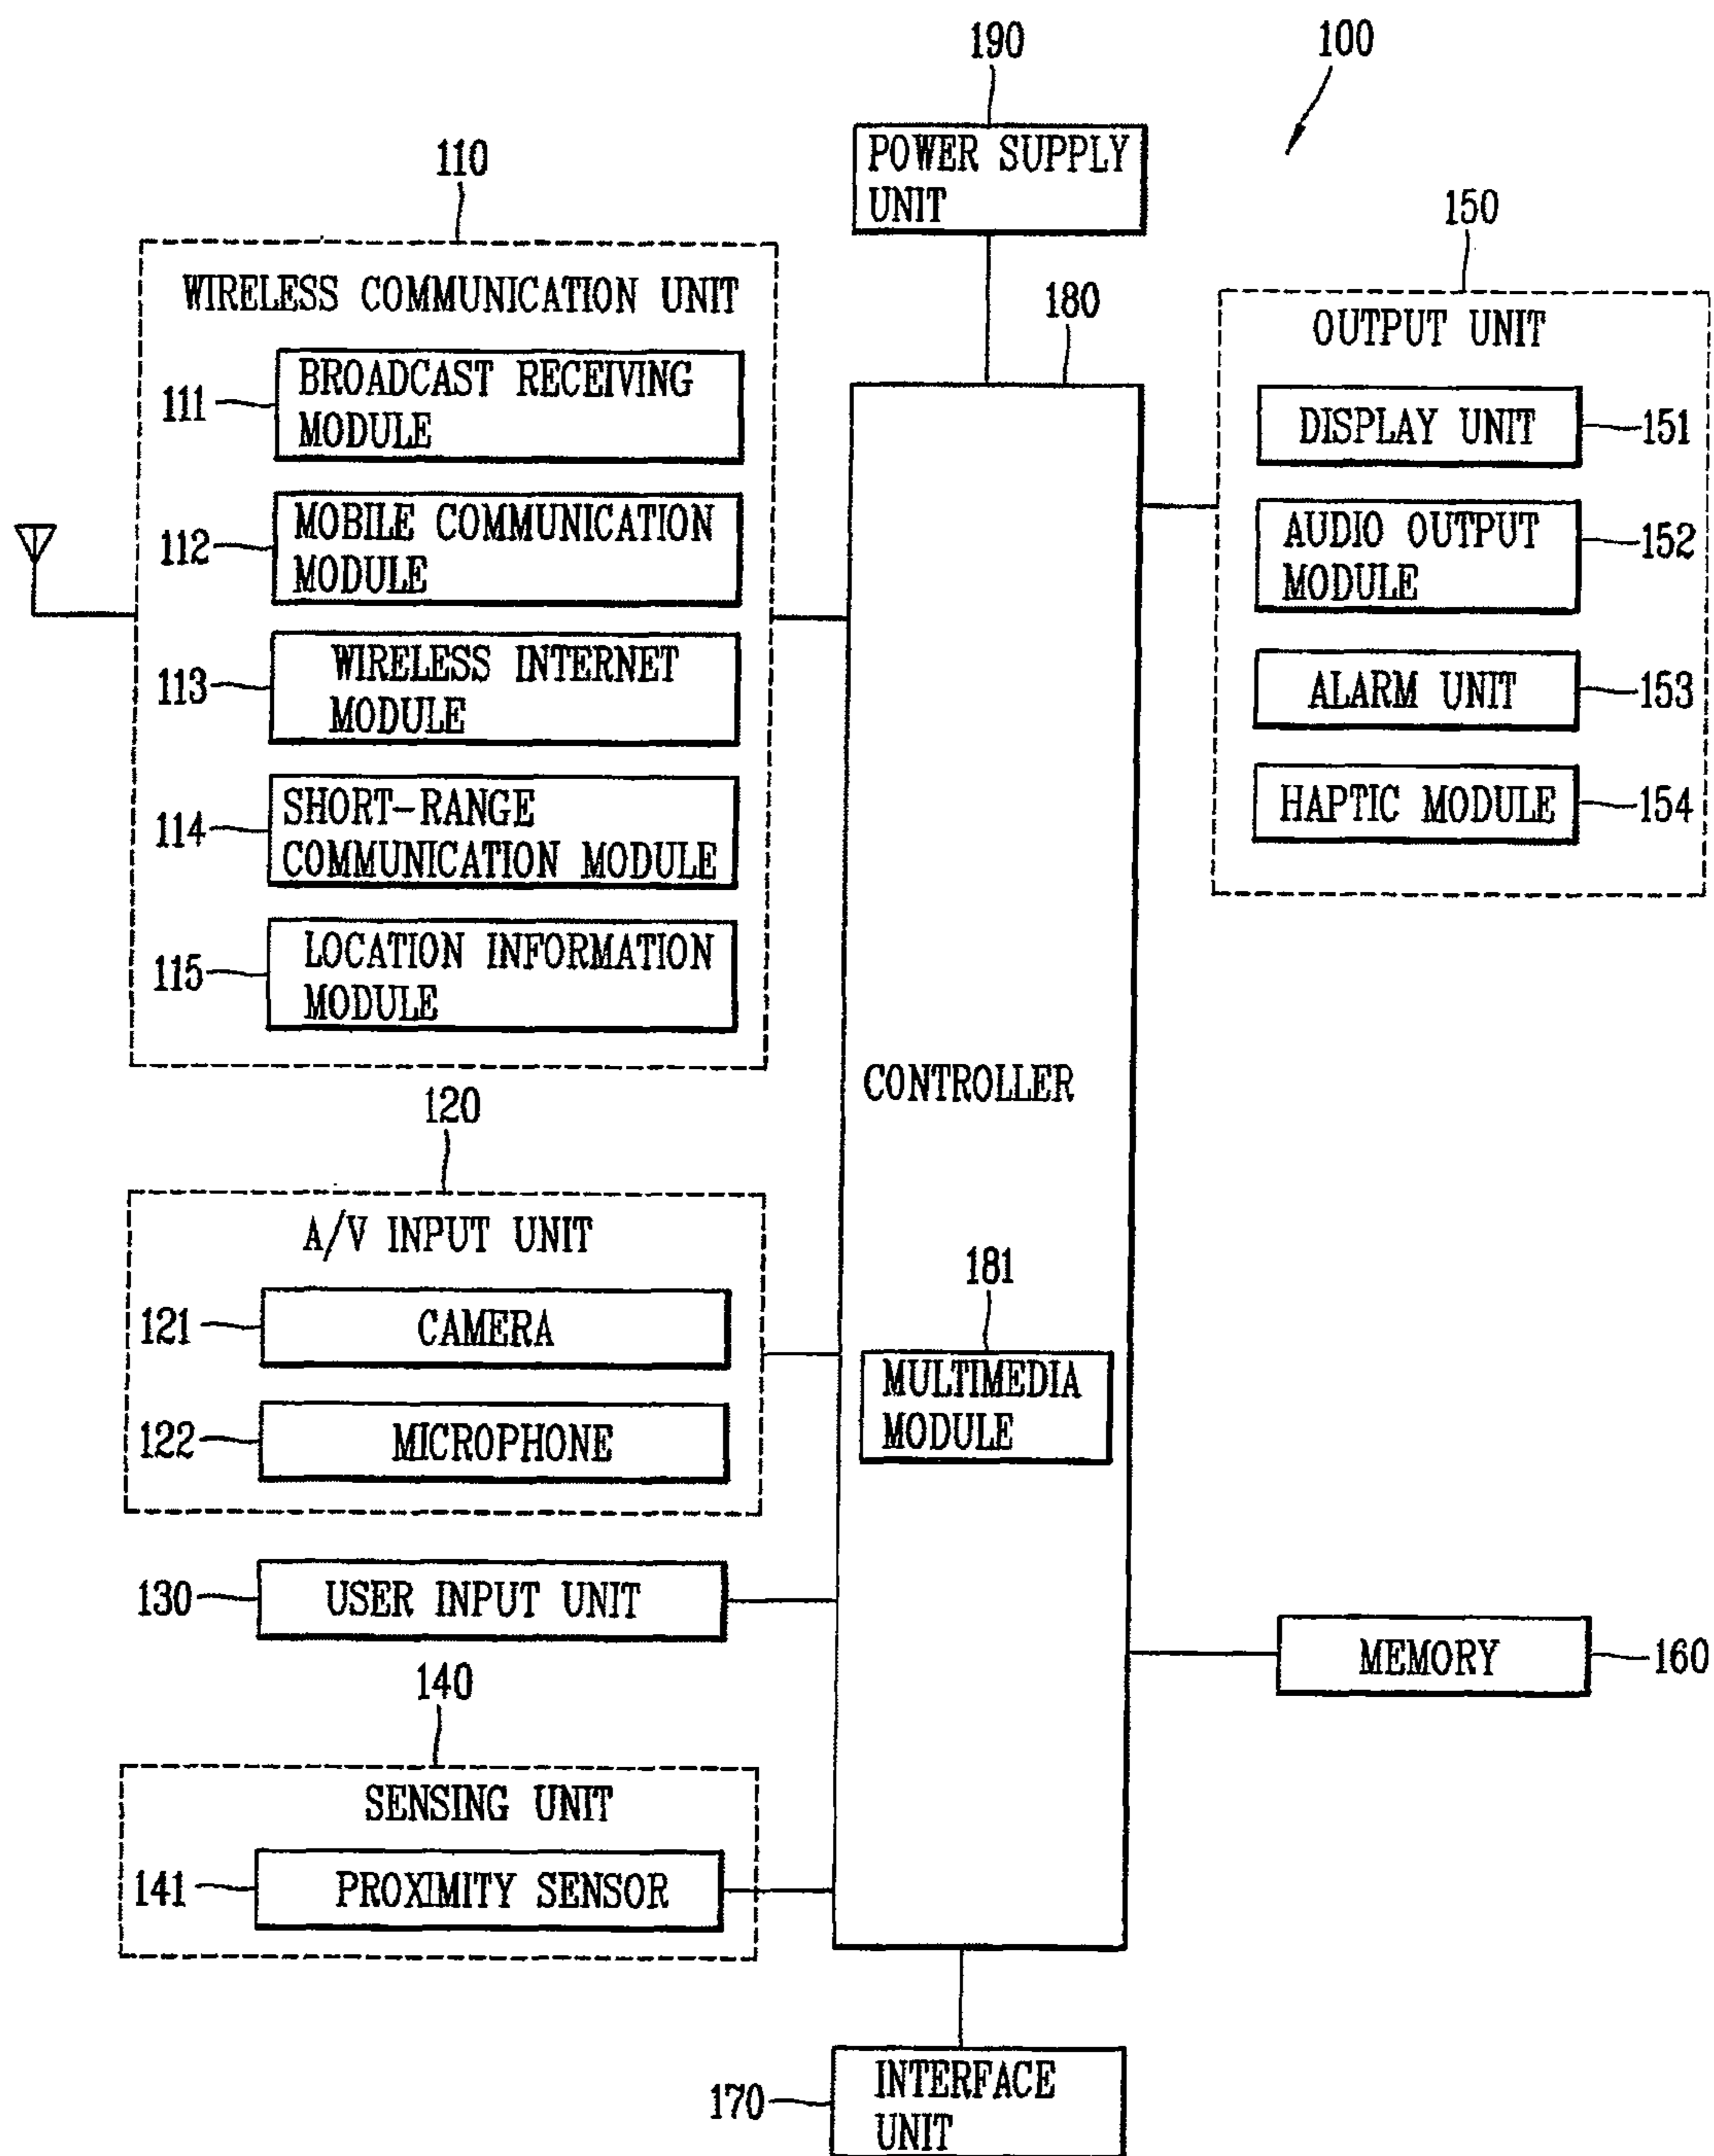 190
100
POWER SUPPLY
UNIT
110
150
WIRELESS COMMUNICATION UNIT
180
OUTPUT UNIT
111
BROADCAST RECEIVING
MODULE
DISPLAY UNIT
151
112
MOBILE COMMUNICATION
MODULE
AUDIO OUTPUT
MODULE
152
113
WIRELESS INTERNET
MODULE
ALARM UNIT
153
114
SHORT-RANGE
COMMUNICATION MODULE
HAPTIC MODULE
154
115
LOCATION INFORMATION
MODULE
CONTROLLER
120
A/V INPUT UNIT
181
121
CAMERA
MULTIMEDIA
MODULE
122
MICROPHONE
130
USER INPUT UNIT
MEMORY
160
140
SENSING UNIT
141
PROXIMITY SENSOR
170
INTERFACE
UNIT